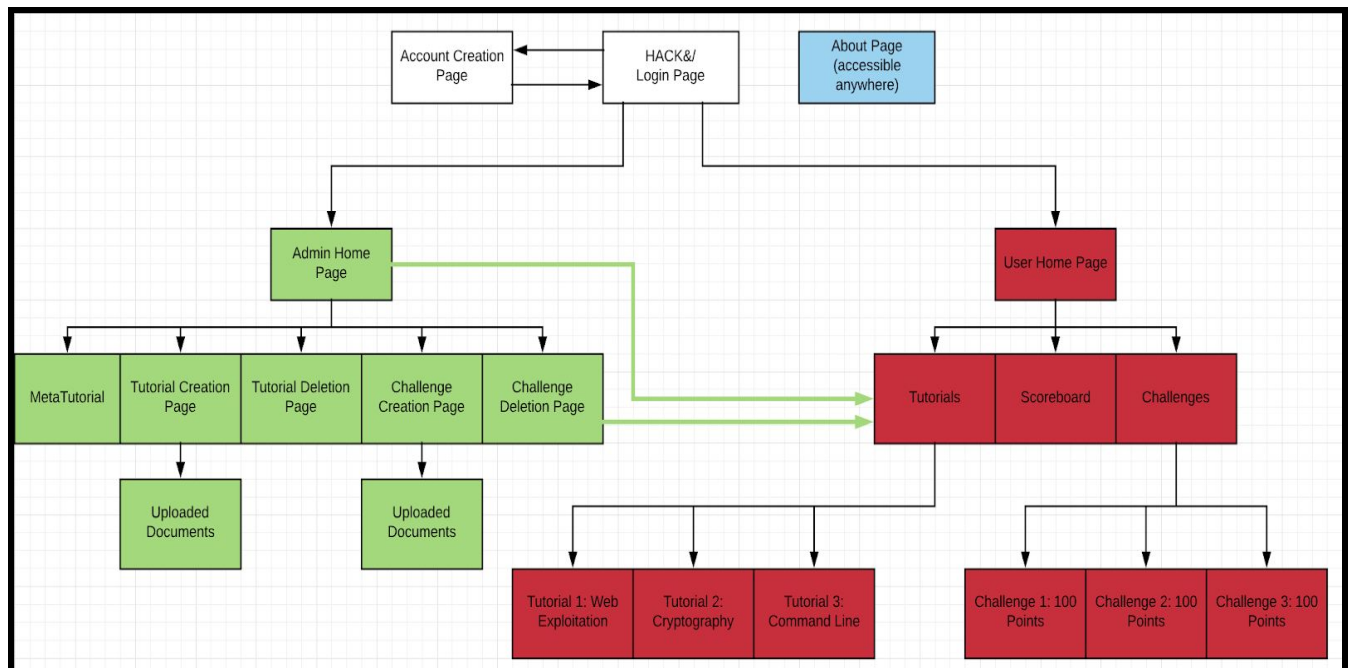 Account Creation
Page
HACK&/
Login Page
About Page
(accessible
anywhere)
Admin Home
Page
User Home Page
MetaTutorial
Tutorial Creation
Page
Tutorial Deletion
Page
Challenge
Creation Page
Challenge
Deletion Page
Tutorials
Scoreboard
Challenges
Uploaded
Documents
Uploaded
Documents
Tutorial 1: Web
Exploitation
Tutorial 2:
Cryptography
Tutorial 3:
Command Line
Challenge 1: 100
Points
Challenge 2: 100
Points
Challenge 3: 100
Points